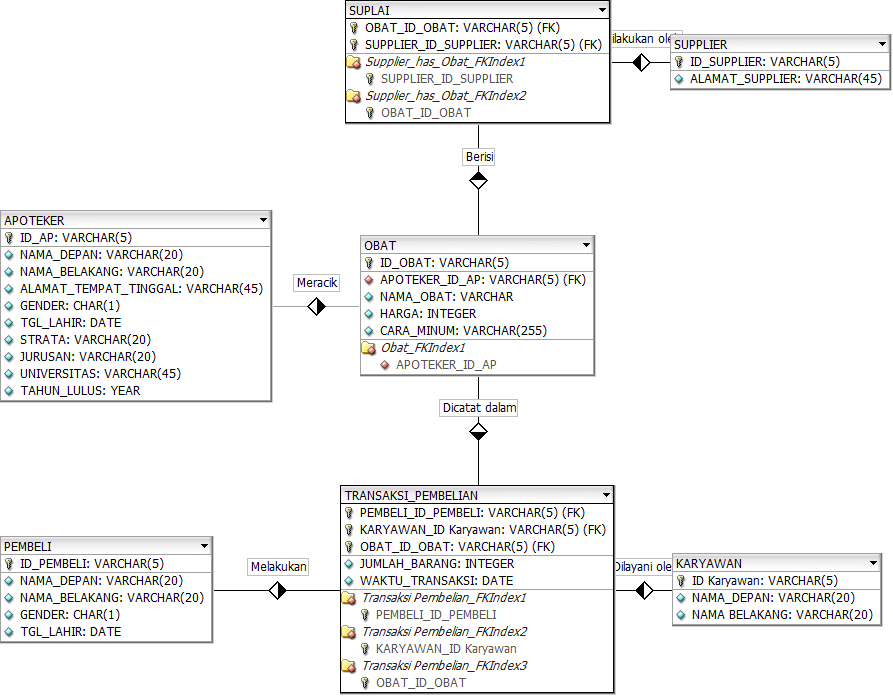 SUPLAI
OBAT_ID_OBAT: VARCHAR(5) (FK)
SUPPLIER_ID_SUPPLIER: VARCHAR(5) (FK)
Supplier_has_Obat_FKIndex1
SUPPLIER_ID_SUPPLIER
Supplier_has_Obat_FKIndex2
OBAT_ID_OBAT
ilakukan ole
SUPPLIER
ID_SUPPLIER: VARCHAR(5)
ALAMAT_SUPPLIER: VARCHAR(45)
Berisi
APOTEKER
ID_AP: VARCHAR(5)
NAMA_DEPAN: VARCHAR(20)
NAMA_BELAKANG: VARCHAR(20)
ALAMAT_TEMPAT_TINGGAL: VARCHAR(45)
GENDER: CHAR(1)
TGL_LAHIR: DATE
STRATA: VARCHAR(20)
JURUSAN: VARCHAR(20)
UNIVERSITAS: VARCHAR(45)
TAHUN_LULUS: YEAR
Meracik
OBAT
ID_OBAT: VARCHAR(5)
APOTEKER_ID_AP: VARCHAR(5) (FK)
NAMA_OBAT: VARCHAR
HARGA: INTEGER
CARA_MINUM: VARCHAR(255)
Obat_FKIndex1
APOTEKER_ID_AP
Dicatat dalam
TRANSAKSI_PEMBELIAN
PEMBELI_ID_PEMBELI: VARCHAR(5) (FK)
KARYAWAN_ID Karyawan: VARCHAR(5) (FK)
OBAT_ID_OBAT: VARCHAR(5) (FK)
JUMLAH_BARANG: INTEGER
WAKTU_TRANSAKSI: DATE
Transaksi Pembelian_FKIndex1
PEMBELI_ID_PEMBELI
Transaksi Pembelian_FKIndex2
KARYAWAN_ID Karyawan
Transaksi Pembelian_FKIndex3
OBAT_ID_OBAT
PEMBELI
ID_PEMBELI: VARCHAR(5)
NAMA_DEPAN: VARCHAR(20)
NAMA_BELAKANG: VARCHAR(20)
GENDER: CHAR(1)
TGL_LAHIR: DATE
Melakukan
Dilayani ole
KARYAWAN
ID Karyawan: VARCHAR(5)
NAMA_DEPAN: VARCHAR(20)
NAMA BELAKANG: VARCHAR(20)